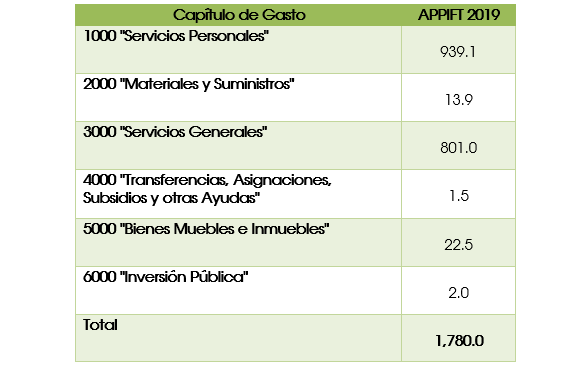 Capítulo de Gasto APPIFT 2019
1000 "Servicios Personales" 939.1
2000 "Materiales y Suministros" 13.9
3000 "Servicios Generales" 801.0
4000 "Transferencias, Asignaciones,
Subsidios y otras Ayudas" 1.5
5000 "Bienes Muebles e Inmuebles" 22.5
6000 "Inversión Pública" 2.0
Total 1,780.0